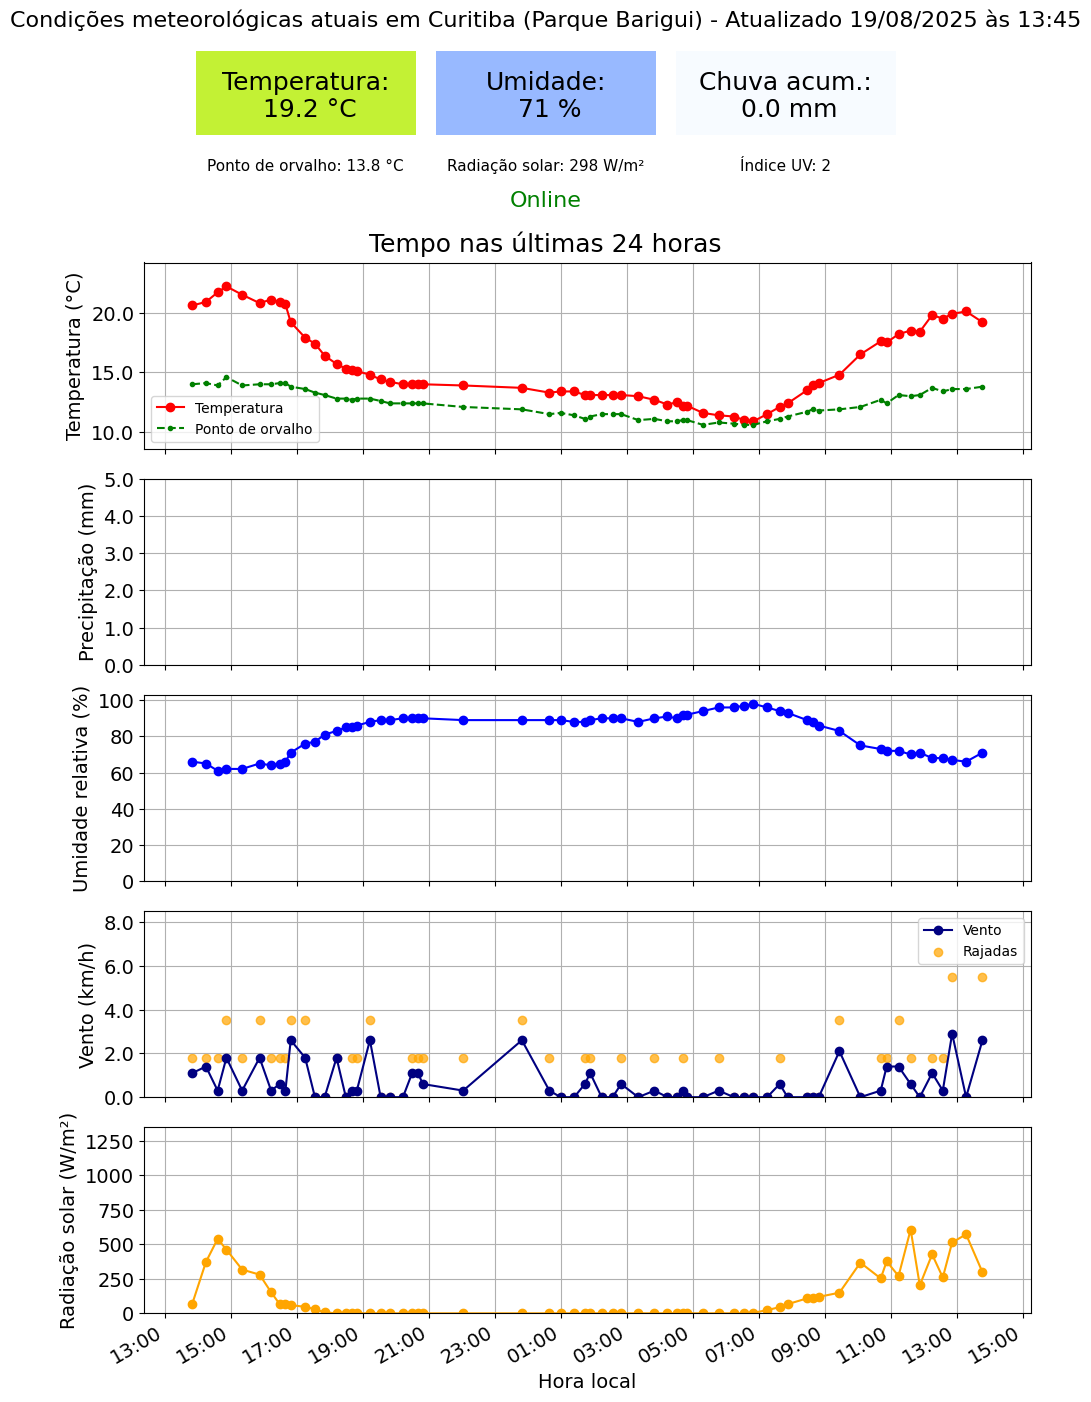 Condições meteorológicas atuais em Curitiba (Parque Barigui) - Atualizado 19/08/2025 às 13:45
Temperatura:
19.2 °C
Umidade:
71 %
Chuva acum.:
0.0 mm
Ponto de orvalho: 13.8 °C
Radiação solar: 298 W/m²
Índice UV: 2
Online
Tempo nas últimas 24 horas
Temperatura (°C)
20.0
15.0
10.0
Temperatura
Ponto de orvalho
Precipitação (mm)
5.0
4.0
3.0
2.0
1.0
0.0
Umidade relativa (%)
100
80
60
40
20
0
Vento (km/h)
8.0
6.0
4.0
2.0
0.0
Vento
Rajadas
Radiação solar (W/m²)
1250
1000
750
500
250
0
13:00
15:00
17:00
19:00
21:00
23:00
01:00
03:00
05:00
07:00
09:00
11:00
13:00
15:00
Hora local